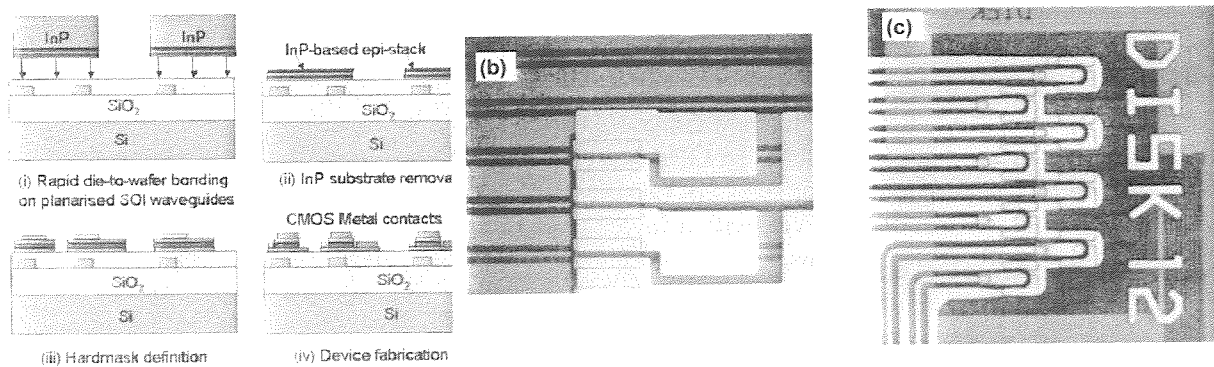 InP InP
SiO₂
Si
(i) Rapid die-to-wafer bonding
on planarised SOI waveguides
InP-based epi-stack
SiO₂
Si
(ii) InP substrate remova
SiO₂
Si
(iii) Hardmask definition
CMOS Metal contacts
SiO₂
Si
(iv) Device fabrication
(b)
(c)
DISK12